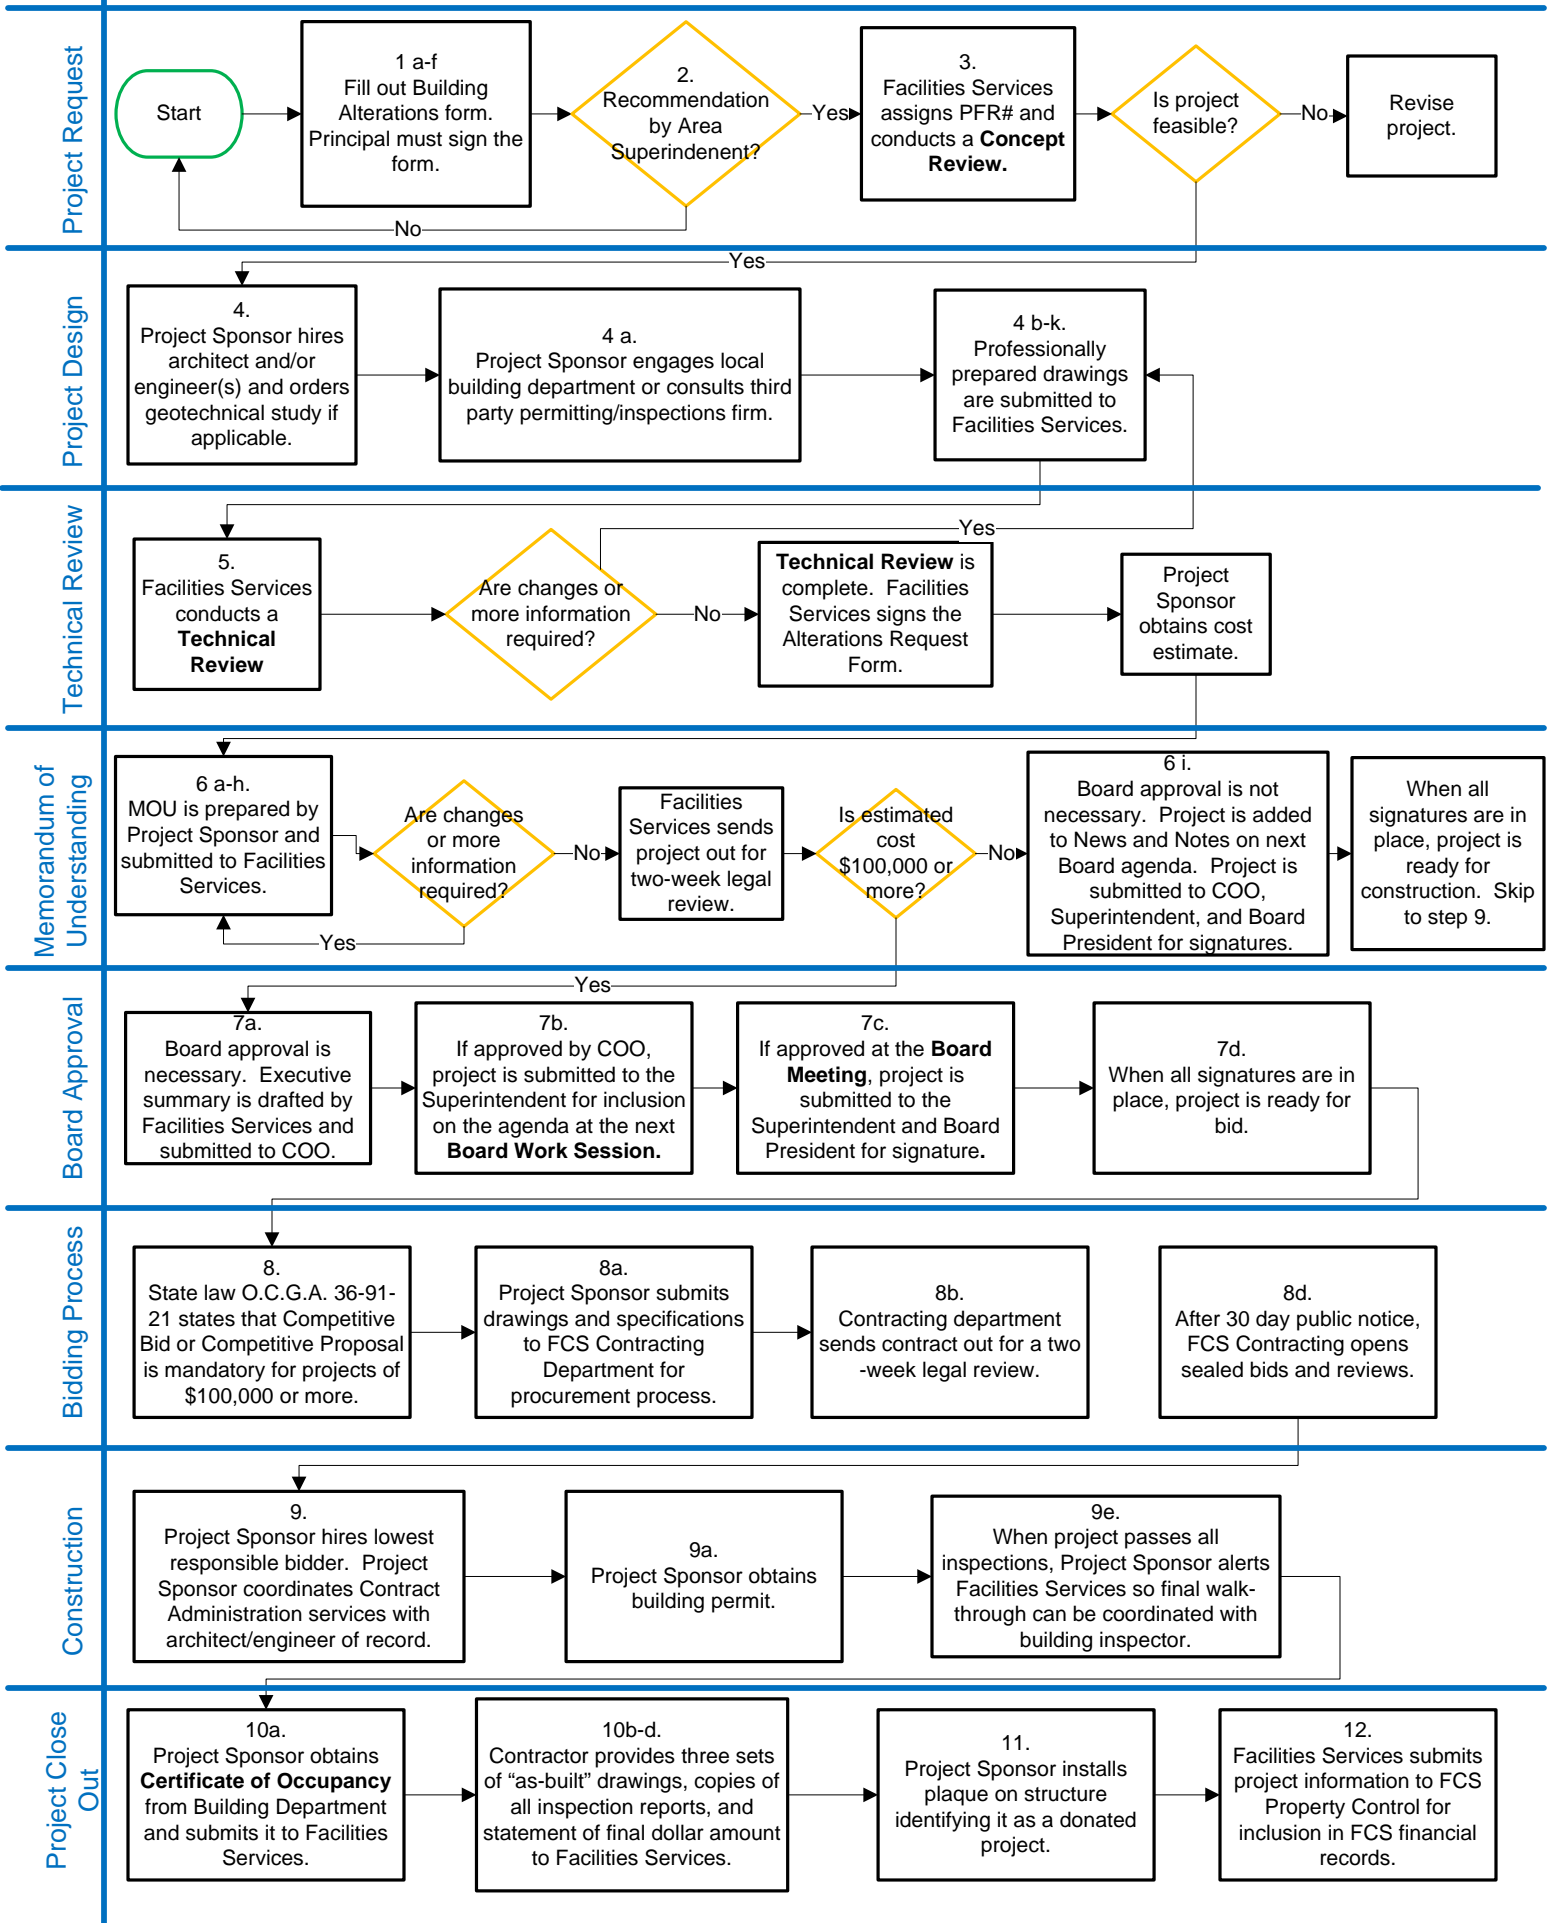 Project Request
Start
1 a-f
Fill out Building
Alterations form.
Principal must sign the
form.
2.
Recommendation
by Area
Superindenent?
Yes
No
3.
Facilities Services
assigns PFR# and
conducts a Concept
Review.
Is project
feasible?
No
Revise
project.
Yes
Project Design
4.
Project Sponsor hires
architect and/or
engineer(s) and orders
geotechnical study if
applicable.
4 a.
Project Sponsor engages local
building department or consults third
party permitting/inspections firm.
4 b-k.
Professionally
prepared drawings
are submitted to
Facilities Services.
Technical Review
5.
Facilities Services
conducts a
Technical
Review
Are changes or
more information
required?
Yes
No
Technical Review is
complete.  Facilities
Services signs the
Alterations Request
Form.
Project
Sponsor
obtains cost
estimate.
Memorandum of
Understanding
6 a-h.
MOU is prepared by
Project Sponsor and
submitted to Facilities
Services.
Are changes
or more
information
required?
Yes
No
Facilities
Services sends
project out for
two-week legal
review.
Is estimated
cost
$100,000 or
more?
No
6 i.
Board approval is not
necessary.  Project is added
to News and Notes on next
Board agenda.  Project is
submitted to COO,
Superintendent, and Board
President for signatures.
When all
signatures are in
place, project is
ready for
construction.  Skip
to step 9.
Yes
Board Approval
7a.
Board approval is
necessary.  Executive
summary is drafted by
Facilities Services and
submitted to COO.
7b.
If approved by COO,
project is submitted to the
Superintendent for inclusion
on the agenda at the next
Board Work Session.
7c.
If approved at the Board
Meeting, project is
submitted to the
Superintendent and Board
President for signature.
7d.
When all signatures are in
place, project is ready for
bid.
Bidding Process
8.
State law O.C.G.A. 36-91-
21 states that Competitive
Bid or Competitive Proposal
is mandatory for projects of
$100,000 or more.
8a.
Project Sponsor submits
drawings and specifications
to FCS Contracting
Department for
procurement process.
8b.
Contracting department
sends contract out for a two
-week legal review.
8d.
After 30 day public notice,
FCS Contracting opens
sealed bids and reviews.
Construction
9.
Project Sponsor hires lowest
responsible bidder.  Project
Sponsor coordinates Contract
Administration services with
architect/engineer of record.
9a.
Project Sponsor obtains
building permit.
9e.
When project passes all
inspections, Project Sponsor alerts
Facilities Services so final walk-
through can be coordinated with
building inspector.
Project Close
Out
10a.
Project Sponsor obtains
Certificate of Occupancy
from Building Department
and submits it to Facilities
Services.
10b-d.
Contractor provides three sets
of “as-built” drawings, copies of
all inspection reports, and
statement of final dollar amount
to Facilities Services.
11.
Project Sponsor installs
plaque on structure
identifying it as a donated
project.
12.
Facilities Services submits
project information to FCS
Property Control for
inclusion in FCS financial
records.